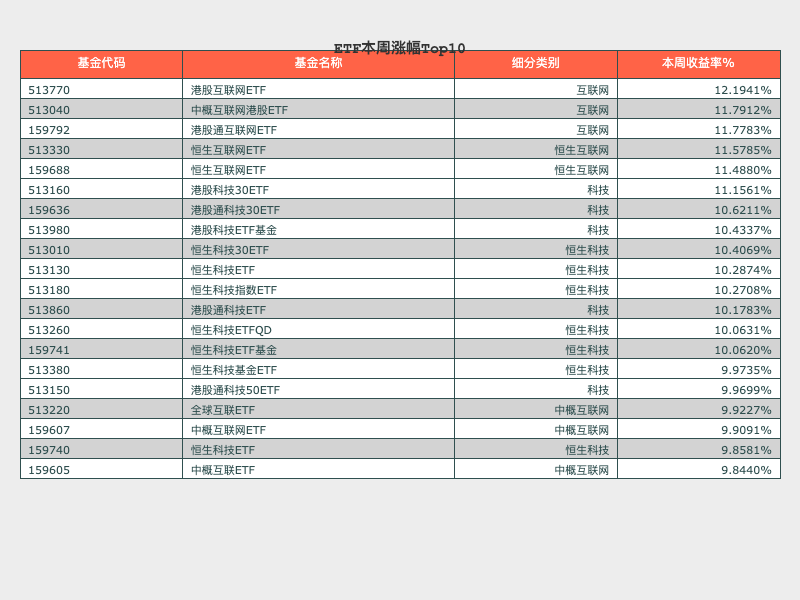 ETF本周涨幅Top10
基金代码 基金名称 细分类别 本周收益率%
513770 港股互联网ETF 互联网 12.1941%
513040 中概互联网港股ETF 互联网 11.7912%
159792 港股通互联网ETF 互联网 11.7783%
513330 恒生互联网ETF 恒生互联网 11.5785%
159688 恒生互联网ETF 恒生互联网 11.4880%
513160 港股科技30ETF 科技 11.1561%
159636 港股通科技30ETF 科技 10.6211%
513980 港股科技ETF基金 科技 10.4337%
513010 恒生科技30ETF 恒生科技 10.4069%
513130 恒生科技ETF 恒生科技 10.2874%
513180 恒生科技指数ETF 恒生科技 10.2708%
513860 港股通科技ETF 科技 10.1783%
513260 恒生科技ETFQD 恒生科技 10.0631%
159741 恒生科技ETF基金 恒生科技 10.0620%
513380 恒生科技基金ETF 恒生科技 9.9735%
513150 港股通科技50ETF 科技 9.9699%
513220 全球互联ETF 中概互联网 9.9227%
159607 中概互联网ETF 中概互联网 9.9091%
159740 恒生科技ETF 恒生科技 9.8581%
159605 中概互联ETF 中概互联网 9.8440%